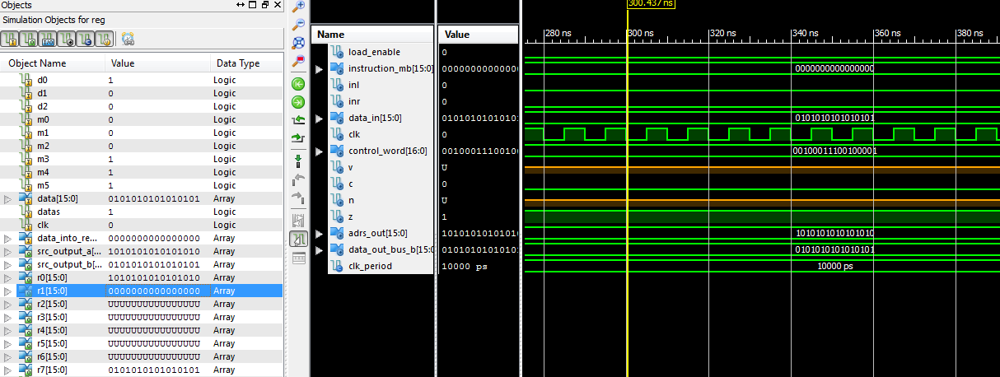 Objects
Simulation Objects for reg
Object Name Value Data Type
d0 1 Logic
d1 0 Logic
d2 0 Logic
m0 0 Logic
m1 0 Logic
m2 0 Logic
m3 1 Logic
m4 1 Logic
m5 1 Logic
data[15:0] 0101010101010101 Array
datas 1 Logic
clk 0 Logic
data_into_re... 0000000000000000 Array
src_output_a[... 1010101010101010 Array
src_output_b[... 0101010101010101 Array
r0[15:0] 1010101010101010 Array
r1[15:0] 0000000000000000 Array
r2[15:0] UUUUUUUUUUUUUUUU Array
r3[15:0] UUUUUUUUUUUUUUUU Array
r4[15:0] UUUUUUUUUUUUUUUU Array
r5[15:0] UUUUUUUUUUUUUUUU Array
r6[15:0] UUUUUUUUUUUUUUUU Array
r7[15:0] 0101010101010101 Array
300.437 ns
Name Value 280 ns 300 ns 320 ns 340 ns 360 ns 380 ns
load_enable 0
instruction_mb[15:0] 00000000000000 0000000000000000
inl 0
inr 0
data_in[15:0] 01010101010101 0101010101010101
clk 0
control_word[16:0] 00100011100100 00100011100100001
v U
c 0
n U
z 1
adrs_out[15:0] 10101010101010 1010101010101010
data_out_bus_b[15:0 01010101010101 0101010101010101
clk_period 10000 ps 10000 ps